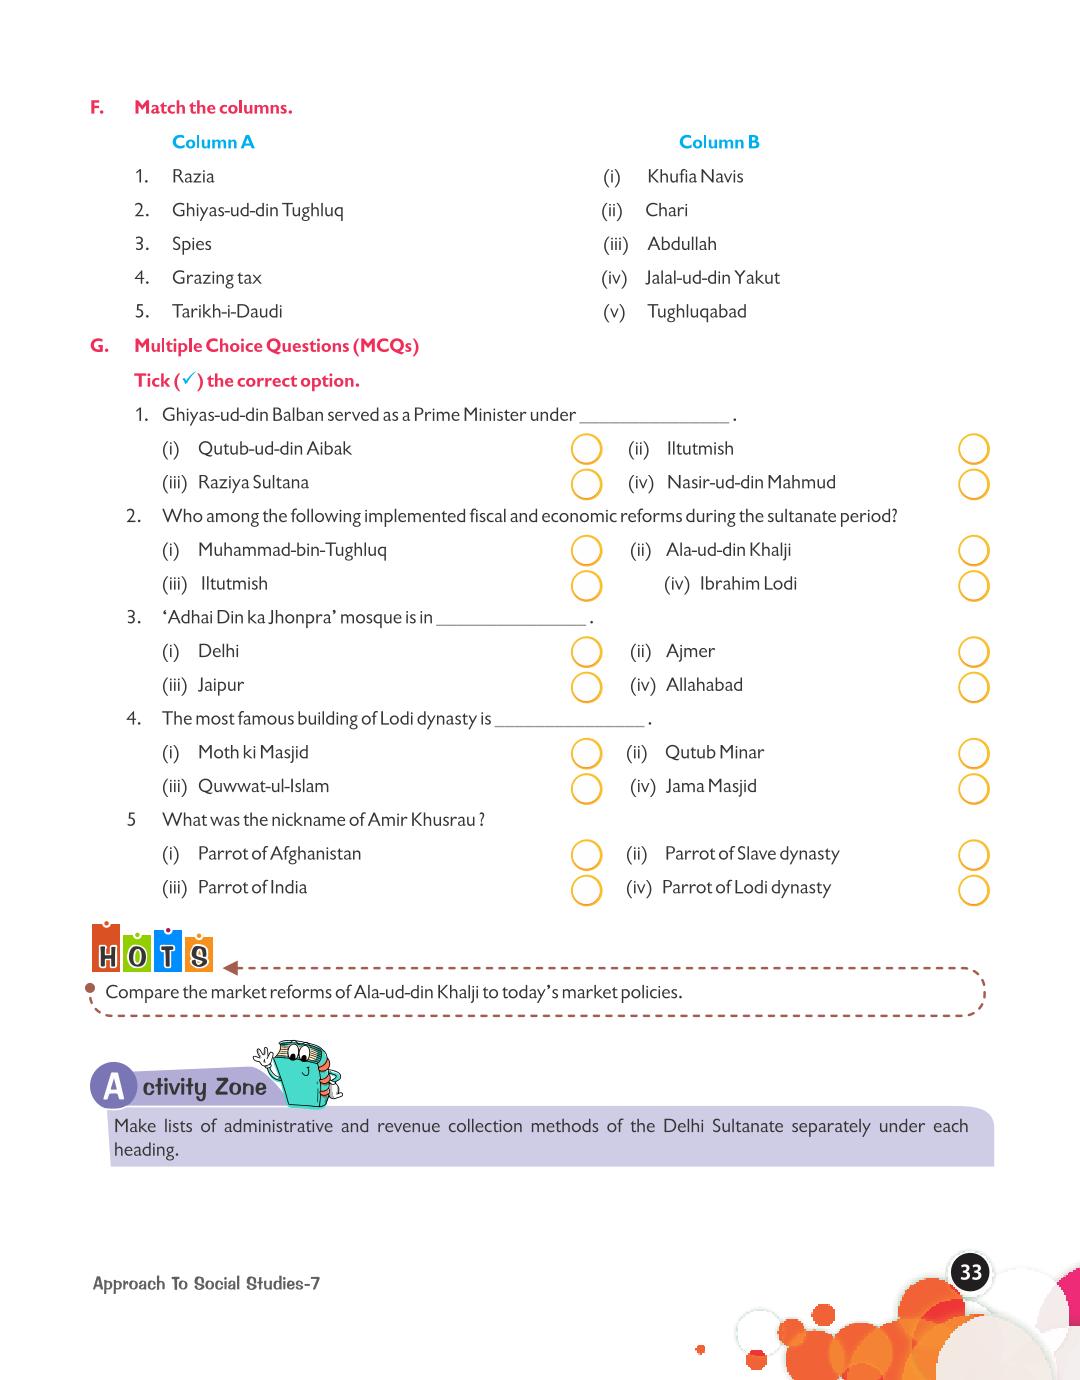 F. Match the columns.
Column A Column B
1. Razia (i) Khufia Navis
2. Ghiyas-ud-din Tughluq (ii) Chari
3. Spies (iii) Abdullah
4. Grazing tax (iv) Jalal-ud-din Yakut
5. Tarikh-i-Daudi (v) Tughluqabad
G. Multiple Choice Questions (MCQs)
Tick (✓) the correct option.
1. Ghiyas-ud-din Balban served as a Prime Minister under _______________ .
(i) Qutub-ud-din Aibak (ii) Iltutmish
(iii) Raziya Sultana (iv) Nasir-ud-din Mahmud
2. Who among the following implemented fiscal and economic reforms during the sultanate period?
(i) Muhammad-bin-Tughluq (ii) Ala-ud-din Khalji
(iii) Iltutmish (iv) Ibrahim Lodi
3. ‘Adhai Din ka Jhonpra’ mosque is in _______________ .
(i) Delhi (ii) Ajmer
(iii) Jaipur (iv) Allahabad
4. The most famous building of Lodi dynasty is _______________ .
(i) Moth ki Masjid (ii) Qutub Minar
(iii) Quwwat-ul-Islam (iv) Jama Masjid
5 What was the nickname of Amir Khusrau ?
(i) Parrot of Afghanistan (ii) Parrot of Slave dynasty
(iii) Parrot of India (iv) Parrot of Lodi dynasty
HOTS
Compare the market reforms of Ala-ud-din Khalji to today’s market policies.
Activity Zone
Make lists of administrative and revenue collection methods of the Delhi Sultanate separately under each
heading.
Approach To Social Studies-7
33